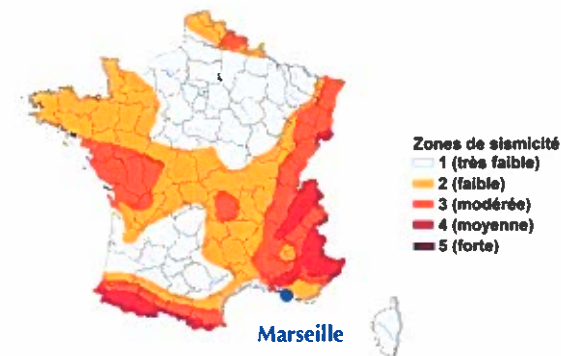 Zones de sismicité
1 (très faible)
2 (faible)
3 (modérée)
4 (moyenne)
5 (forte)
Marseille